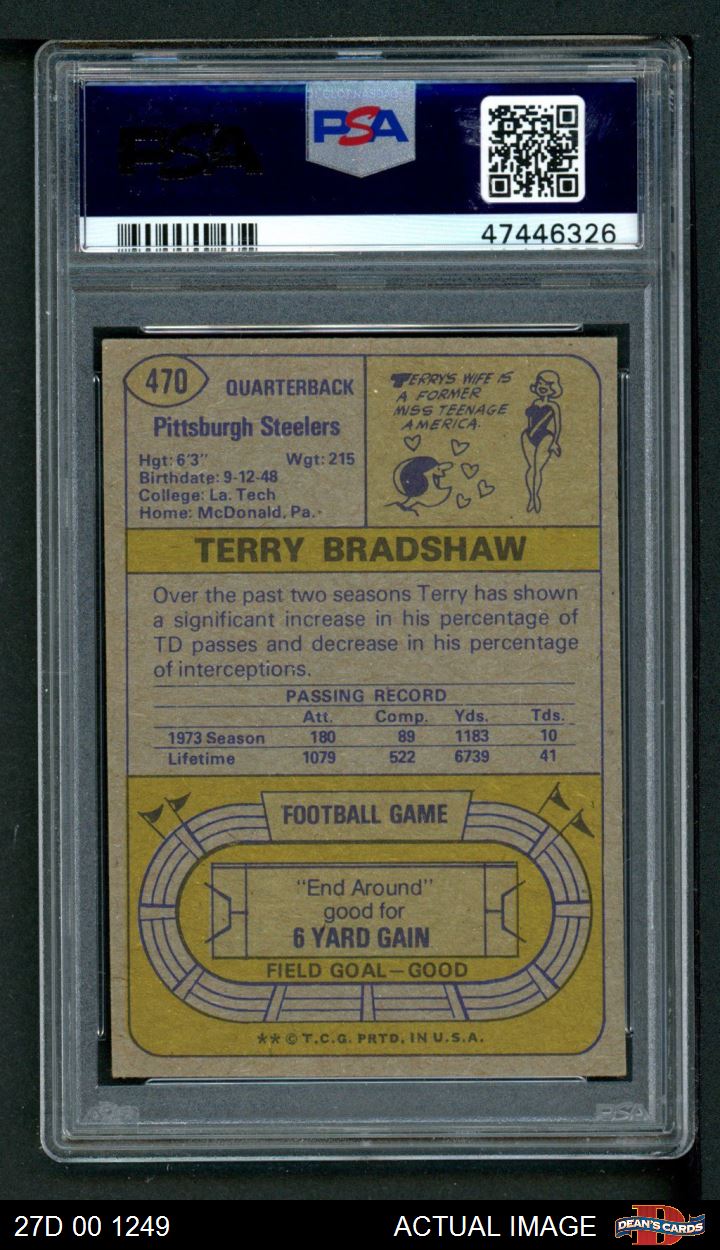 PSA
PSA
47446326
470
QUARTERBACK
Pittsburgh Steelers
Hgt: 6'3" Wgt: 215
Birthdate: 9-12-48
College: La. Tech
Home: McDonald, Pa.
TERRY'S WIFE IS
A FORMER
MISS TEENAGE
AMERICA.
TERRY BRADSHAW
Over the past two seasons Terry has shown
a significant increase in his percentage of
TD passes and decrease in his percentage
of interceptions.
PASSING RECORD
Att. Comp. Yds. Tds.
1973 Season 180 89 1183 10
Lifetime 1079 522 6739 41
FOOTBALL GAME
"End Around"
good for
6 YARD GAIN
FIELD GOAL—GOOD
** © T.C.G. PRTD. IN U.S.A.
PSA
27D 00 1249
ACTUAL IMAGE
DEAN'S CARDS